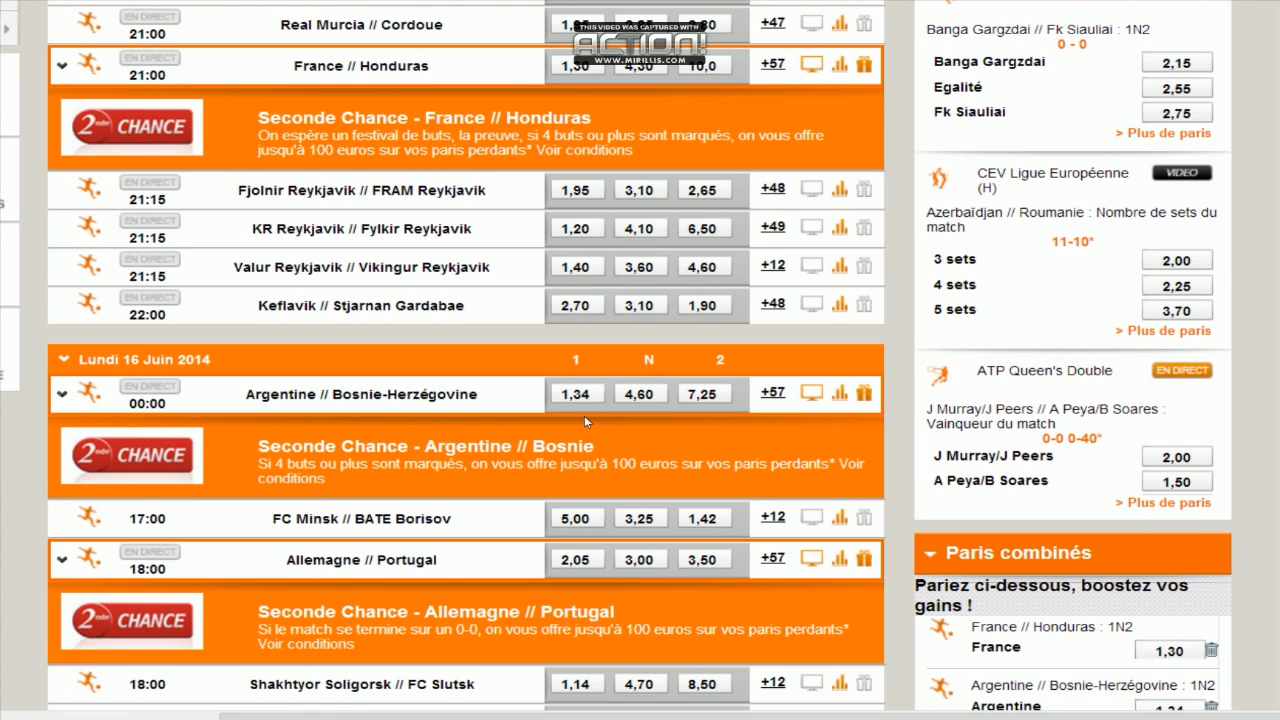 EN DIRECT
21:00
Real Murcia // Cordoue
+47
THIS VIDEO WAS CAPTURED WITH
ACTION!
WWW.MIRILLIS.COM
EN DIRECT
21:00
France // Honduras
1,30 4,30 10,0
+57
2nde CHANCE
Seconde Chance - France // Honduras
On espère un festival de buts, la preuve, si 4 buts ou plus sont marqués, on vous offre
jusqu'à 100 euros sur vos paris perdants* Voir conditions
EN DIRECT
21:15
Fjolnir Reykjavik // FRAM Reykjavik
1,95 3,10 2,65
+48
EN DIRECT
21:15
KR Reykjavik // Fylkir Reykjavik
1,20 4,10 6,50
+49
EN DIRECT
21:15
Valur Reykjavik // Vikingur Reykjavik
1,40 3,60 4,60
+12
EN DIRECT
22:00
Keflavik // Stjarnan Gardabae
2,70 3,10 1,90
+48
Lundi 16 Juin 2014 1 N 2
EN DIRECT
00:00
Argentine // Bosnie-Herzégovine
1,34 4,60 7,25
+57
2nde CHANCE
Seconde Chance - Argentine // Bosnie
Si 4 buts ou plus sont marqués, on vous offre jusqu'à 100 euros sur vos paris perdants* Voir
conditions
17:00
FC Minsk // BATE Borisov
5,00 3,25 1,42
+12
EN DIRECT
18:00
Allemagne // Portugal
2,05 3,00 3,50
+57
2nde CHANCE
Seconde Chance - Allemagne // Portugal
Si le match se termine sur un 0-0, on vous offre jusqu'à 100 euros sur vos paris perdants*
Voir conditions
18:00
Shakhtyor Soligorsk // FC Slutsk
1,14 4,70 8,50
+12
Banga Gargzdai // Fk Siauliai : 1N2
0 - 0
Banga Gargzdai 2,15
Egalité 2,55
Fk Siauliai 2,75
> Plus de paris
CEV Ligue Européenne
(H)
VIDEO
Azerbaïdjan // Roumanie : Nombre de sets du
match
11-10*
3 sets 2,00
4 sets 2,25
5 sets 3,70
> Plus de paris
ATP Queen's Double
EN DIRECT
J Murray/J Peers // A Peya/B Soares :
Vainqueur du match
0-0 0-40*
J Murray/J Peers 2,00
A Peya/B Soares 1,50
> Plus de paris
Paris combinés
Pariez ci-dessous, boostez vos
gains !
France // Honduras : 1N2
France 1,30
Argentine // Bosnie-Herzégovine : 1N2
Argentine 1,34